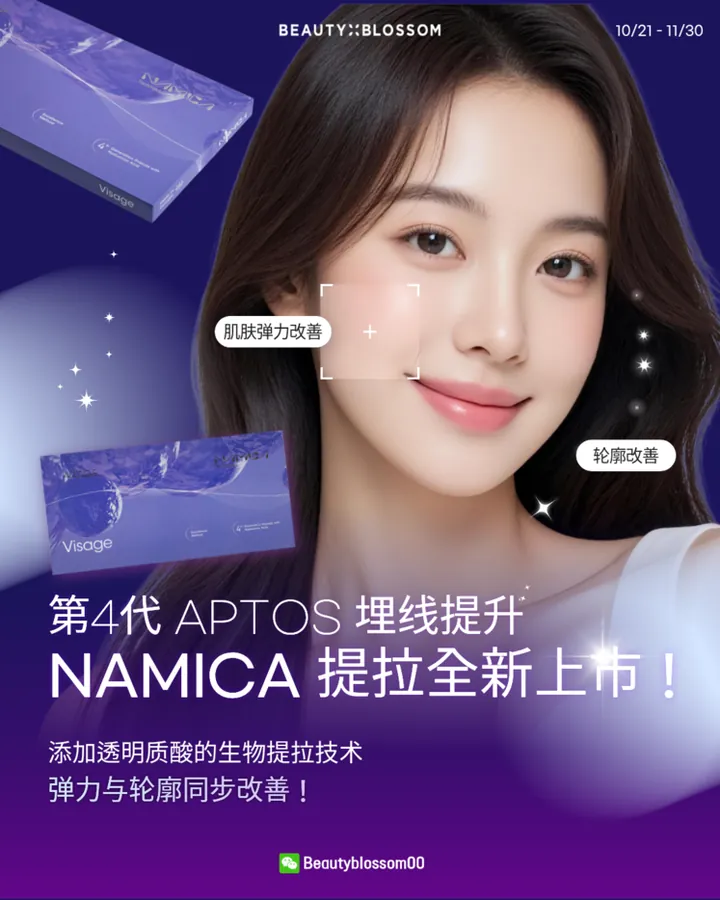 BEAUTY BLOSSOM
10/21 - 11/30
NAMICA
Visage
肌肤弹力改善
轮廓改善
Visage
第4代 APTOS 埋线提升
NAMICA 提拉全新上市！
添加透明质酸的生物提拉技术
弹力与轮廓同步改善！
Beautyblossom00